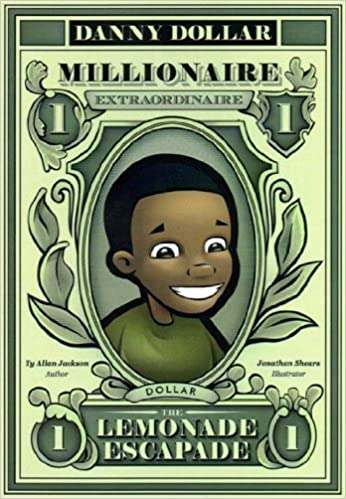 DANNY DOLLAR
MILLIONAIRE
EXTRAORDINAIRE
1 1
Ty Allan Jackson
Author
Jonathan Shears
Illustrator
DOLLAR
THE
1 LEMONADE 1
ESCAPADE